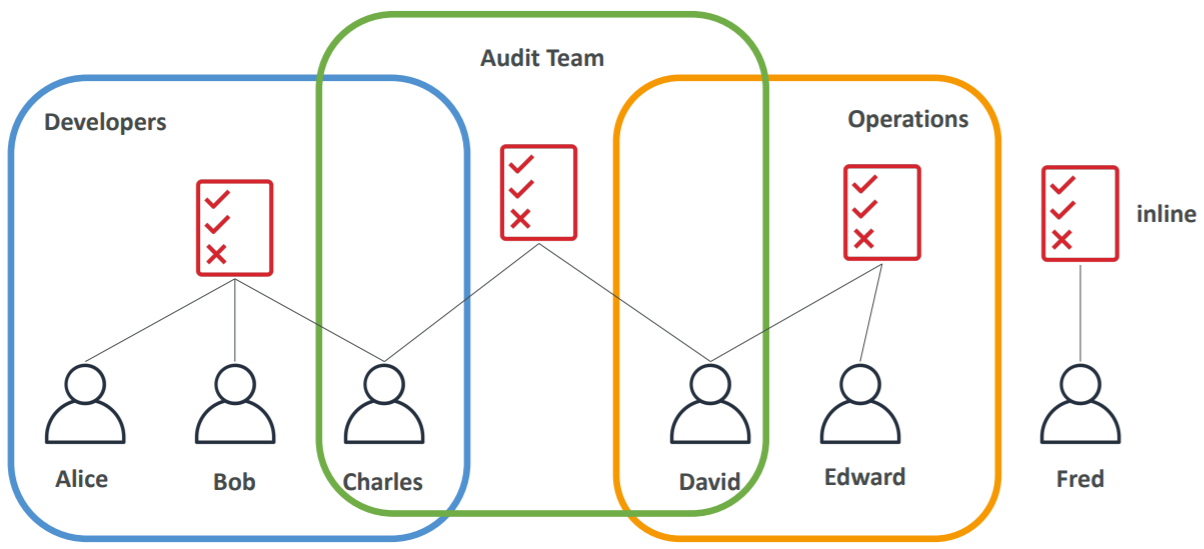 Audit Team
Developers
Operations
inline
Alice
Bob
Charles
David
Edward
Fred